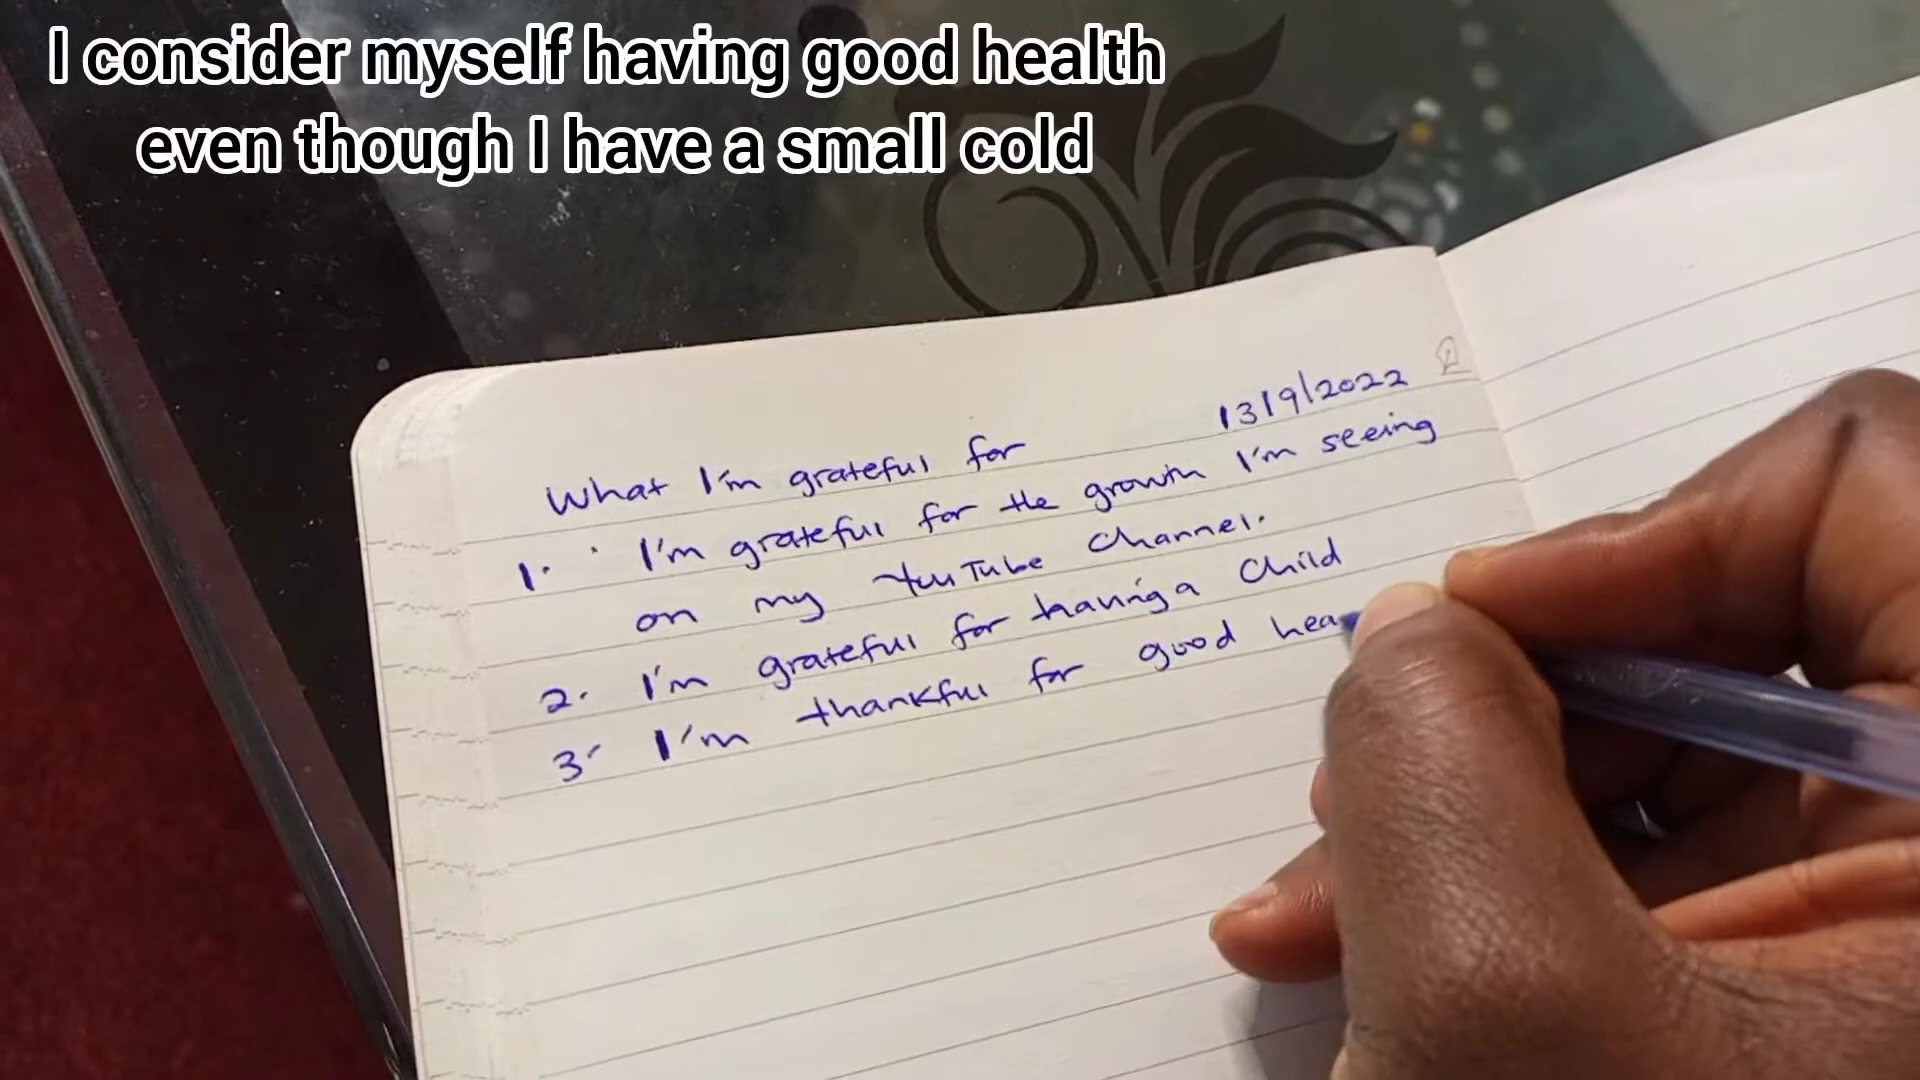 I consider myself having good health
even though I have a small cold
13/9/2022
What I'm grateful for
1. I'm grateful for the growth I'm seeing
on my YouTube Channel.
2. I'm grateful for having a Child
3. I'm thankful for good hea